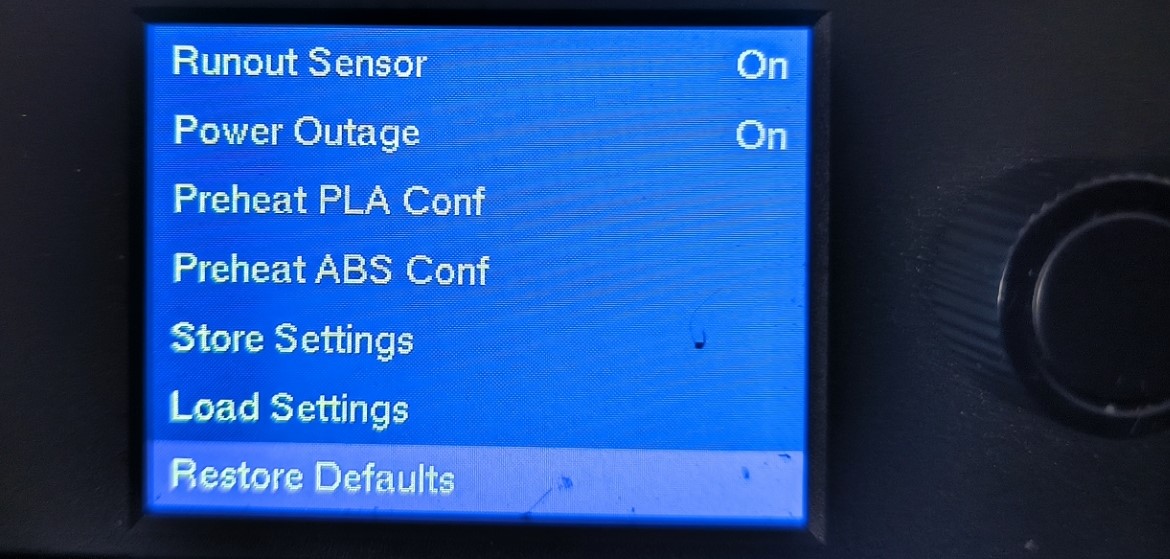 Runout Sensor On
Power Outage On
Preheat PLA Conf
Preheat ABS Conf
Store Settings
Load Settings
Restore Defaults